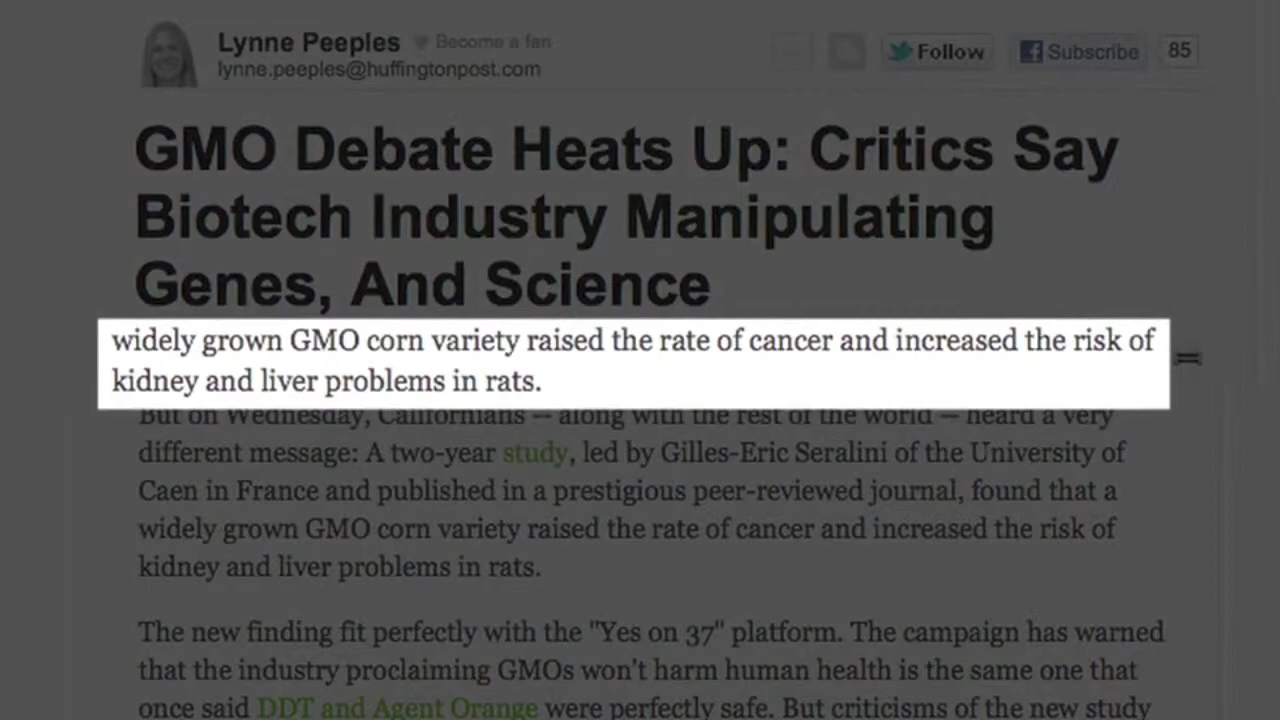 Lynne Peeples Become a fan
lynne.peeples@huffingtonpost.com
Follow Subscribe 85
GMO Debate Heats Up: Critics Say
Biotech Industry Manipulating
Genes, And Science
widely grown GMO corn variety raised the rate of cancer and increased the risk of
kidney and liver problems in rats.
But on Wednesday, Californians — along with the rest of the world — heard a very
different message: A two-year study, led by Gilles-Eric Seralini of the University of
Caen in France and published in a prestigious peer-reviewed journal, found that a
widely grown GMO corn variety raised the rate of cancer and increased the risk of
kidney and liver problems in rats.
The new finding fit perfectly with the "Yes on 37" platform. The campaign has warned
that the industry proclaiming GMOs won't harm human health is the same one that
once said DDT and Agent Orange were perfectly safe. But criticisms of the new study